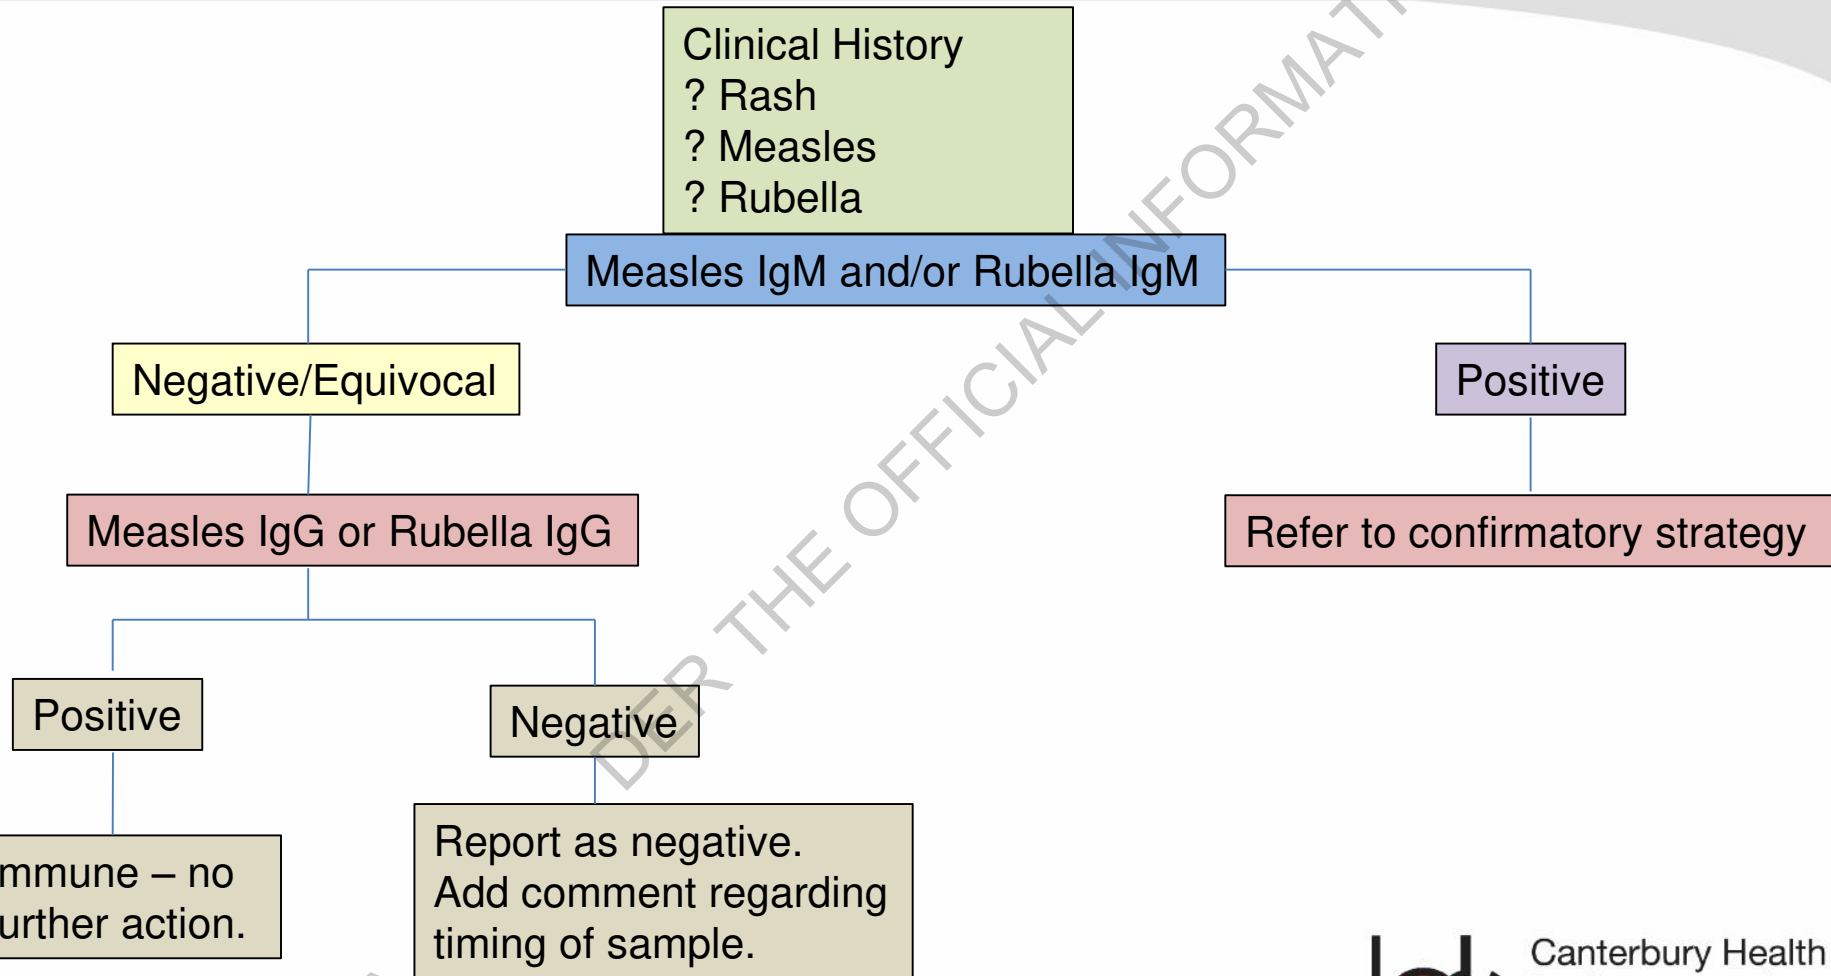 Clinical History
? Rash
? Measles
? Rubella
Measles IgM and/or Rubella IgM
Negative/Equivocal
Positive
Measles IgG or Rubella IgG
Refer to confirmatory strategy
Positive
Negative
mmune – no
urther action.
Report as negative.
Add comment regarding
timing of sample.
DER THE OFFICIAL INFORMATI
Canterbury Health